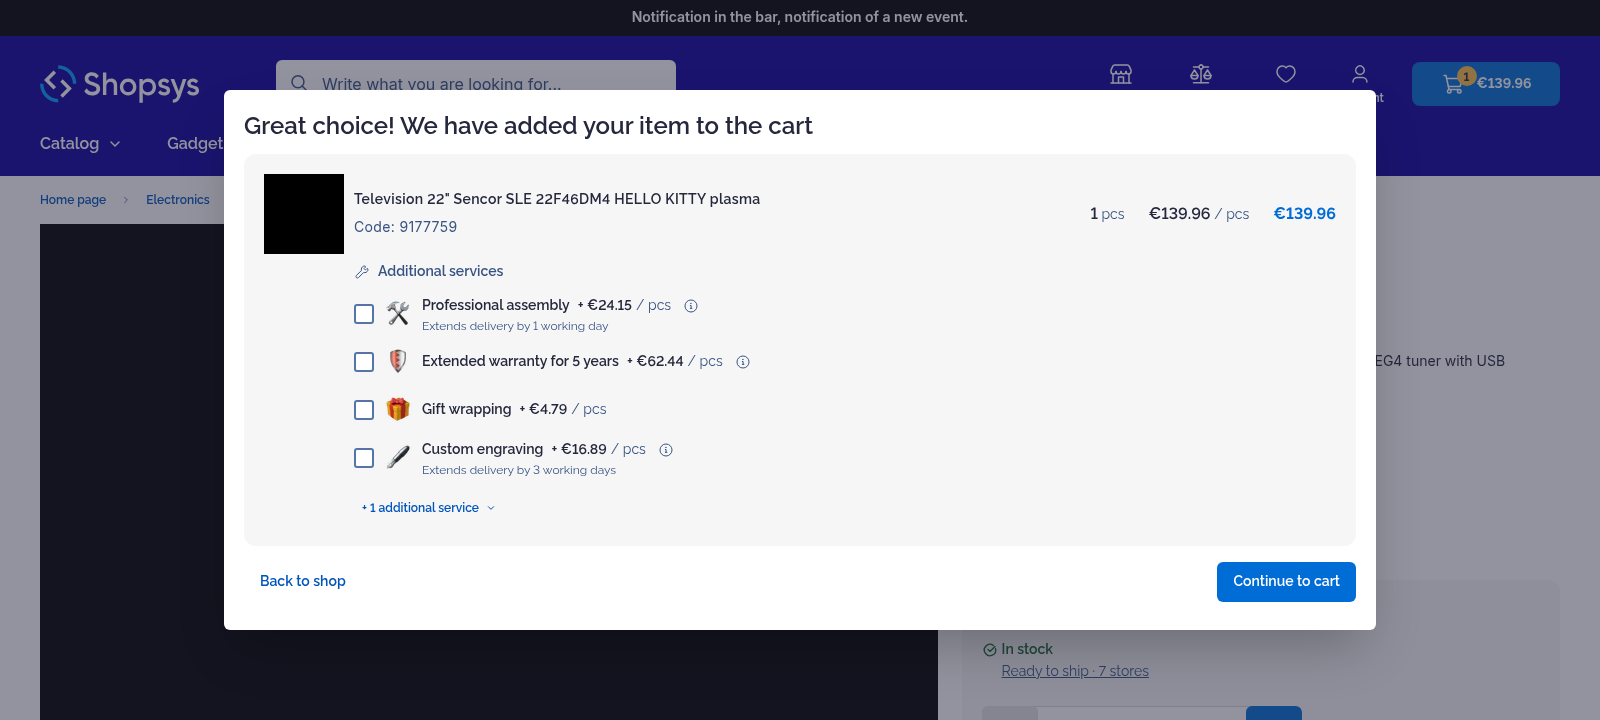 Notification in the bar, notification of a new event.
Shopsys
Write what you are looking for...
1
€139.96
Catalog
Home page
Electronics
Great choice! We have added your item to the cart
Television 22" Sencor SLE 22F46DM4 HELLO KITTY plasma
Code: 9177759
1 pcs
€139.96 / pcs
€139.96
Additional services
Professional assembly + €24.15 / pcs
Extends delivery by 1 working day
Extended warranty for 5 years + €62.44 / pcs
Gift wrapping + €4.79 / pcs
Custom engraving + €16.89 / pcs
Extends delivery by 3 working days
+ 1 additional service
Back to shop
Continue to cart
tuner with USB
In stock
Ready to ship · 7 stores